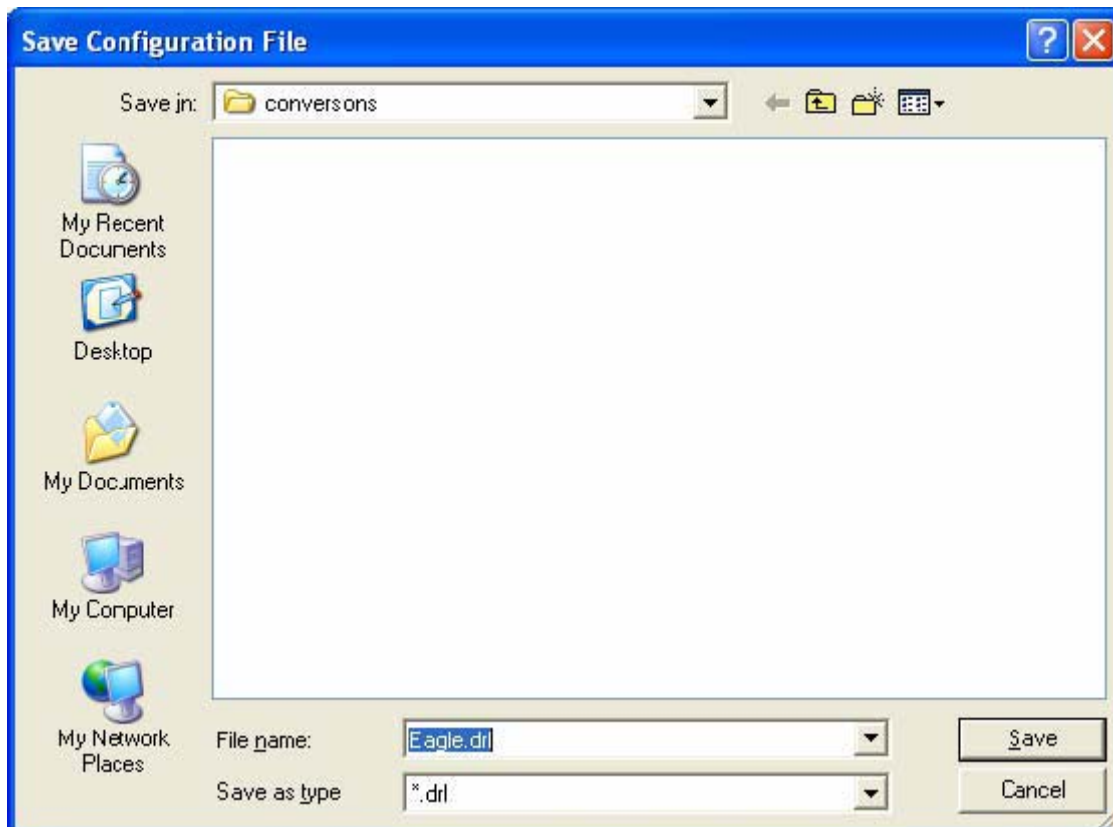 Save Configuration File
Save in:
conversons
My Recent
Documents
Desktop
My Documents
My Computer
My Network
Places
File name:
Eagle.drl
Save
Save as type
*.drl
Cancel